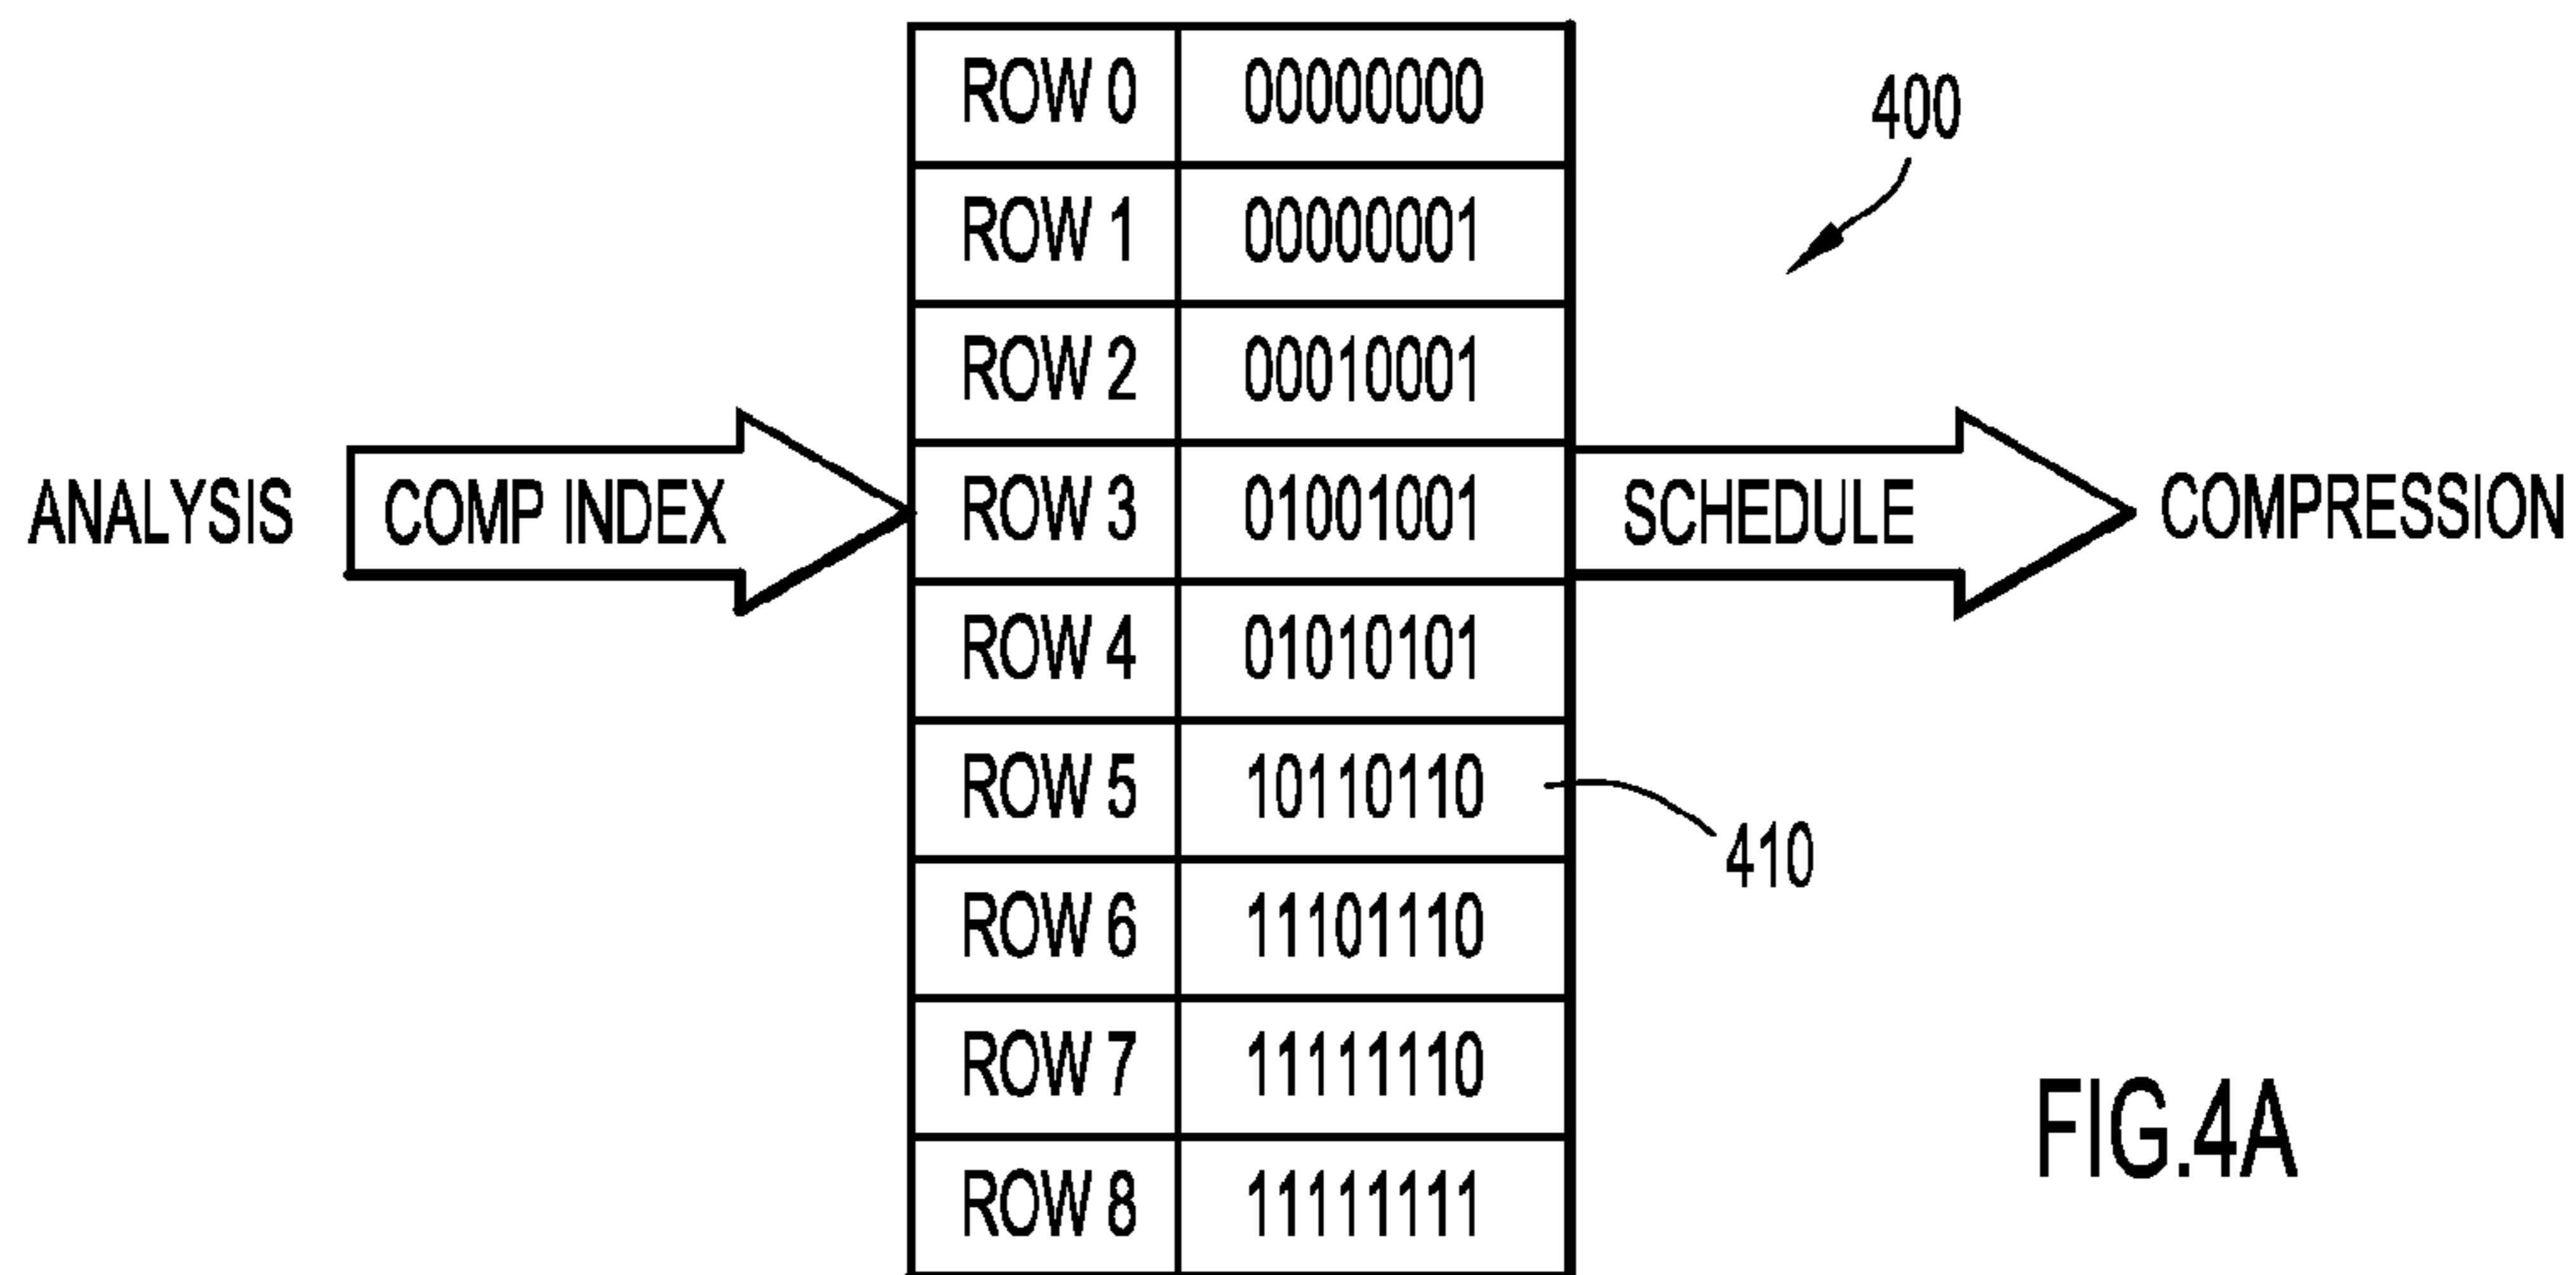 ROW 0 00000000
400
ROW 1 00000001
ROW 2 00010001
ANALYSIS COMP INDEX ROW 3 01001001 SCHEDULE COMPRESSION
ROW 4 01010101
ROW 5 10110110
410
ROW 6 11101110
ROW 7 11111110
FIG.4A
ROW 8 11111111